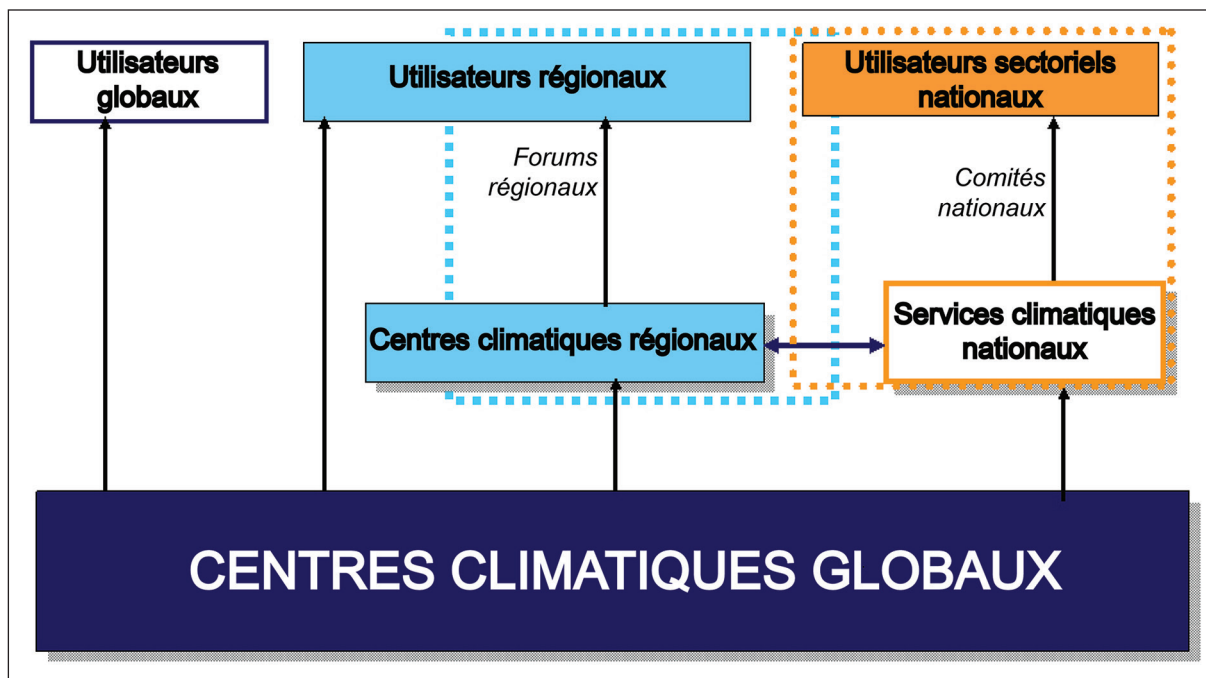 Utilisateurs
globaux
Utilisateurs régionaux
Utilisateurs sectoriels
nationaux
Forums
régionaux
Comités
nationaux
Centres climatiques régionaux
Services climatiques
nationaux
CENTRES CLIMATIQUES GLOBAUX